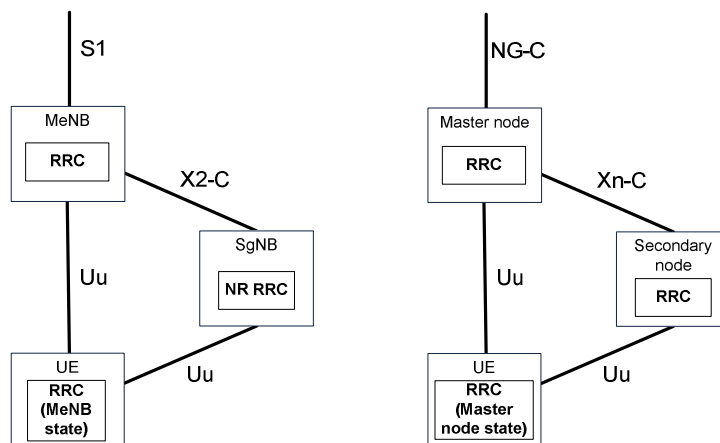 S1
MeNB
RRC
X2-C
SgNB
NR RRC
Uu
Uu
UE
RRC
(MeNB
state)
NG-C
Master node
RRC
Xn-C
Secondary
node
RRC
Uu
Uu
UE
RRC
(Master
node state)